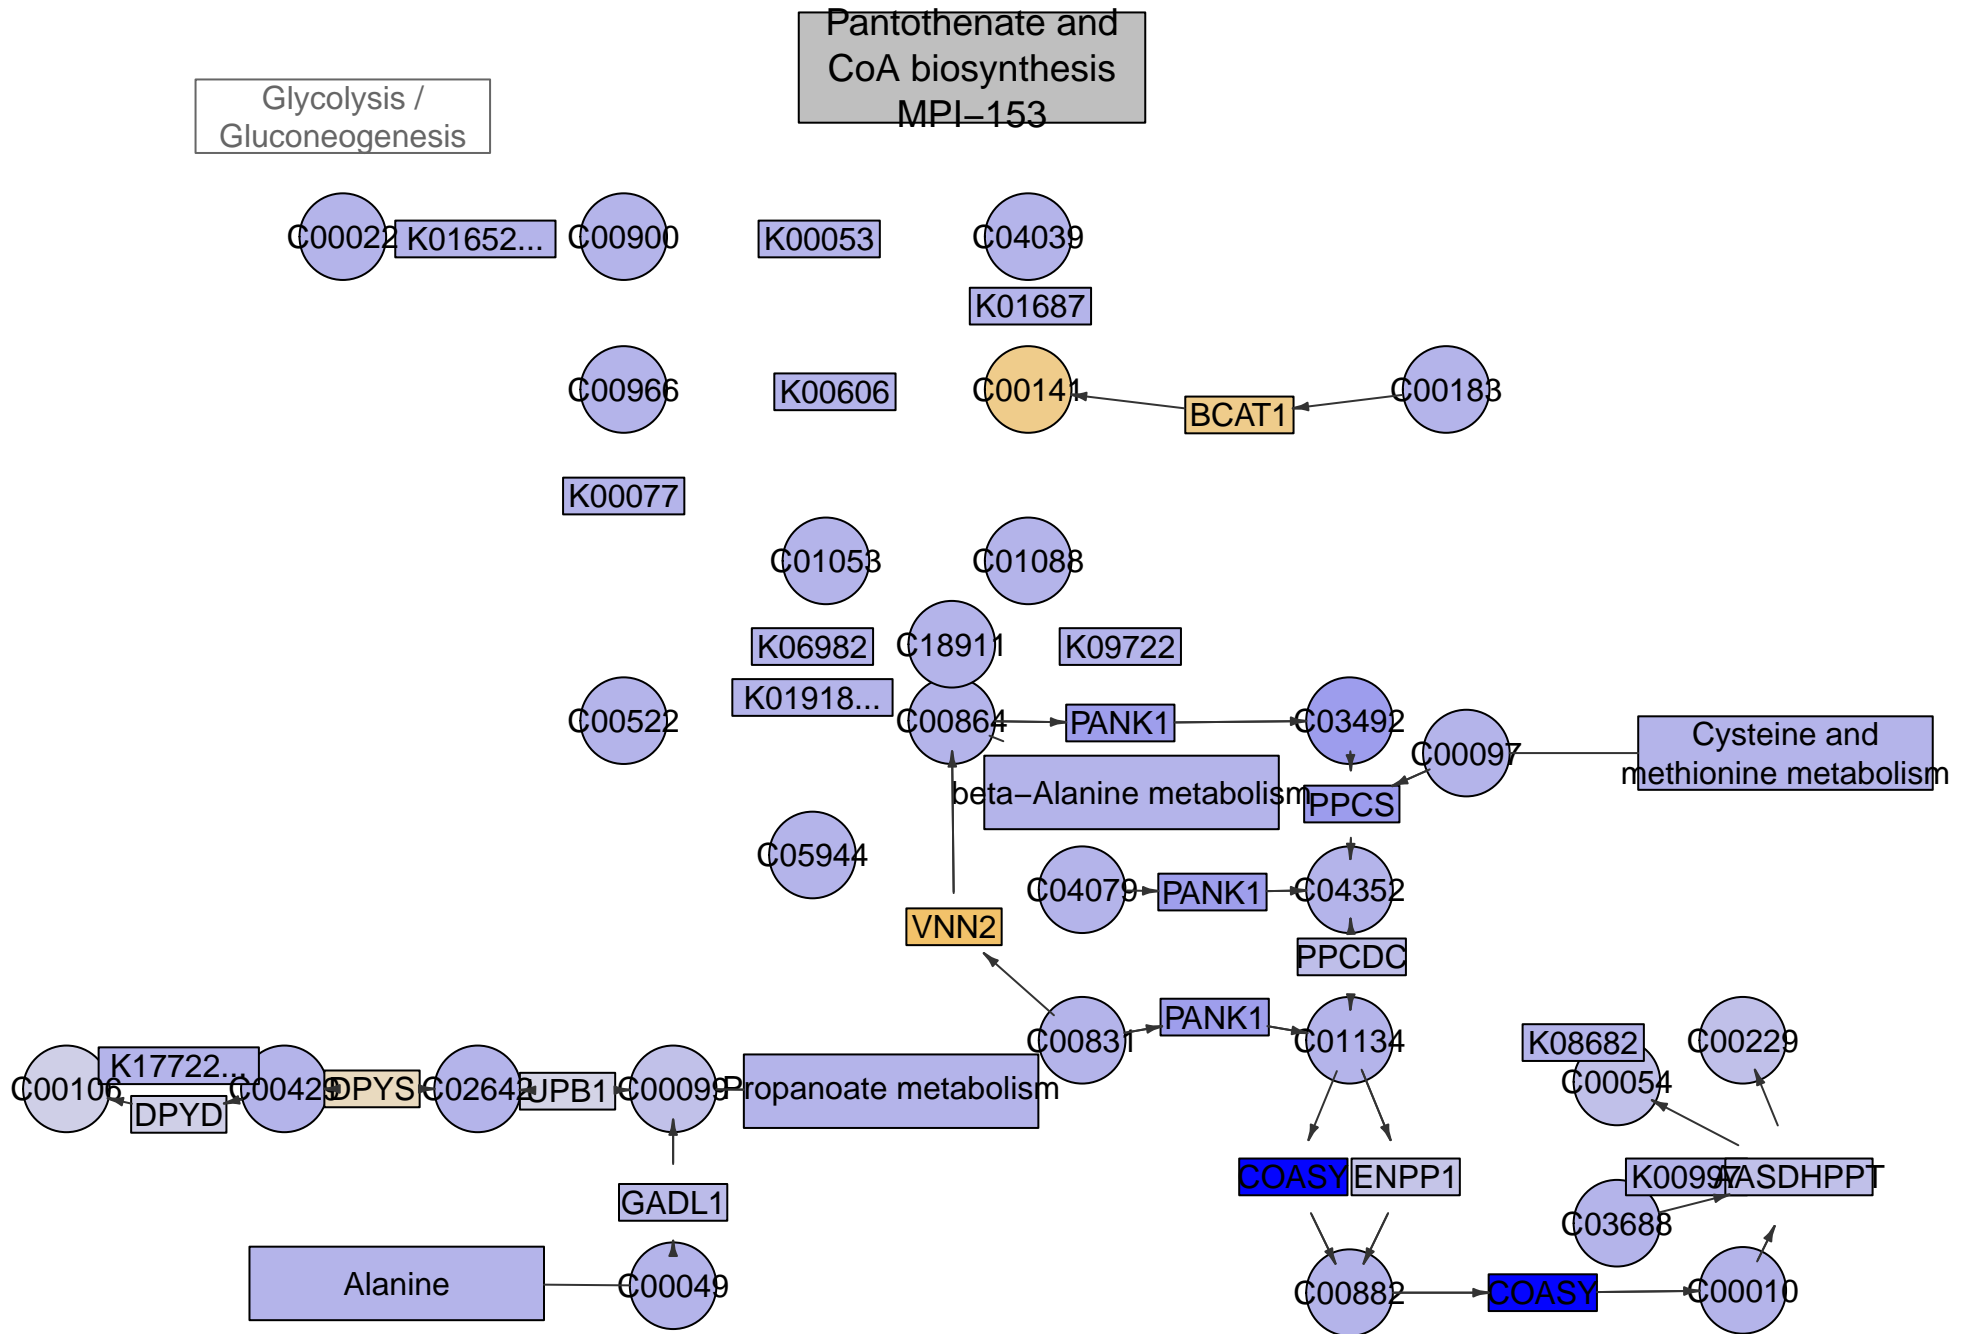 Pantothenate and
CoA biosynthesis
MPI−153
Glycolysis /
Gluconeogenesis
C00022
K01652...
C00900
K00053
C04039
K01687
C00966
K00606
C00141
BCAT1
C00183
K00077
C01053
C01088
K06982
C18911
K09722
C00522
K01918...
C00864
PANK1
C03492
C00097
Cysteine and
methionine metabolism
beta−Alanine metabolism
PPCS
C05944
C04079
PANK1
C04352
VNN2
PPCDC
C00831
PANK1
C01134
K08682
C00229
C00106
K17722...
C00429
DPYS
C02642
UPB1
C00099
Propanoate metabolism
C00054
DPYD
COASY
ENPP1
K00997
AASDHPPT
GADL1
C03688
Alanine
C00049
C00882
COASY
C00010